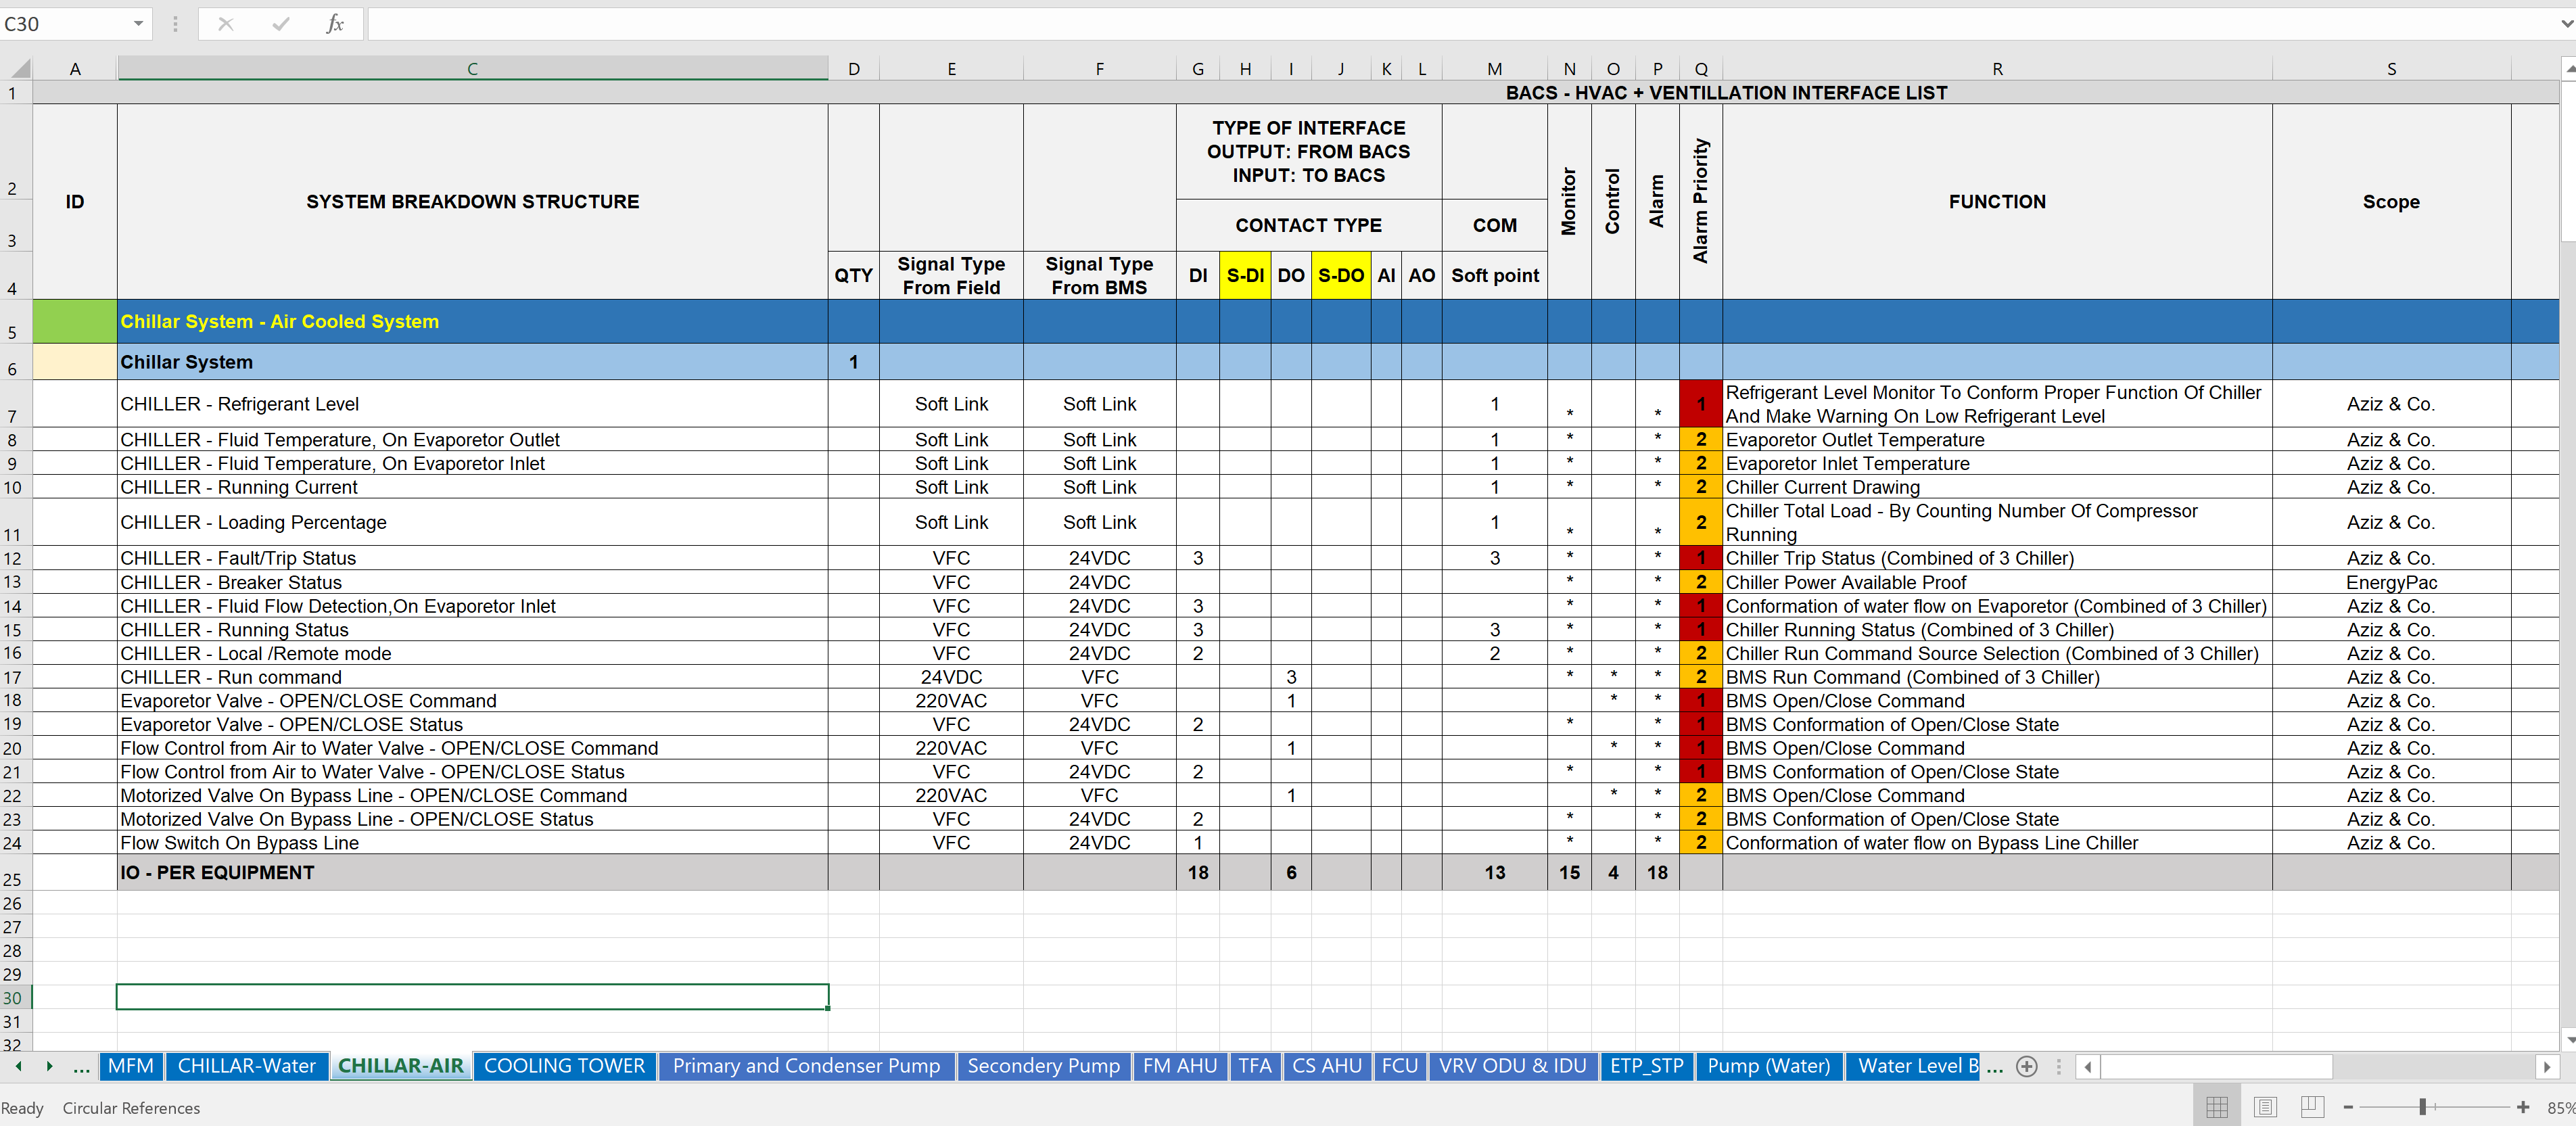 C30 fx
A C D E F G H I J K L M N O P Q R S
1 BACS - HVAC + VENTILLATION INTERFACE LIST
2 ID SYSTEM BREAKDOWN STRUCTURE TYPE OF INTERFACE OUTPUT: FROM BACS INPUT: TO BACS Monitor Control Alarm Alarm Priority FUNCTION Scope
3 CONTACT TYPE COM
4 QTY Signal Type From Field Signal Type From BMS DI S-DI DO S-DO AI AO Soft point
5 Chillar System - Air Cooled System
6 Chillar System 1
7 CHILLER - Refrigerant Level Soft Link Soft Link 1 * * 1 Refrigerant Level Monitor To Conform Proper Function Of Chiller And Make Warning On Low Refrigerant Level Aziz & Co.
8 CHILLER - Fluid Temperature, On Evaporetor Outlet Soft Link Soft Link 1 * * 2 Evaporetor Outlet Temperature Aziz & Co.
9 CHILLER - Fluid Temperature, On Evaporetor Inlet Soft Link Soft Link 1 * * 2 Evaporetor Inlet Temperature Aziz & Co.
10 CHILLER - Running Current Soft Link Soft Link 1 * * 2 Chiller Current Drawing Aziz & Co.
11 CHILLER - Loading Percentage Soft Link Soft Link 1 * * 2 Chiller Total Load - By Counting Number Of Compressor Running Aziz & Co.
12 CHILLER - Fault/Trip Status VFC 24VDC 3 3 * * 1 Chiller Trip Status (Combined of 3 Chiller) Aziz & Co.
13 CHILLER - Breaker Status VFC 24VDC * * 2 Chiller Power Available Proof EnergyPac
14 CHILLER - Fluid Flow Detection,On Evaporetor Inlet VFC 24VDC 3 * * 1 Conformation of water flow on Evaporetor (Combined of 3 Chiller) Aziz & Co.
15 CHILLER - Running Status VFC 24VDC 3 3 * * 1 Chiller Running Status (Combined of 3 Chiller) Aziz & Co.
16 CHILLER - Local /Remote mode VFC 24VDC 2 2 * * 2 Chiller Run Command Source Selection (Combined of 3 Chiller) Aziz & Co.
17 CHILLER - Run command 24VDC VFC 3 * * * 2 BMS Run Command (Combined of 3 Chiller) Aziz & Co.
18 Evaporetor Valve - OPEN/CLOSE Command 220VAC VFC 1 * * 1 BMS Open/Close Command Aziz & Co.
19 Evaporetor Valve - OPEN/CLOSE Status VFC 24VDC 2 * * 1 BMS Conformation of Open/Close State Aziz & Co.
20 Flow Control from Air to Water Valve - OPEN/CLOSE Command 220VAC VFC 1 * * 1 BMS Open/Close Command Aziz & Co.
21 Flow Control from Air to Water Valve - OPEN/CLOSE Status VFC 24VDC 2 * * 1 BMS Conformation of Open/Close State Aziz & Co.
22 Motorized Valve On Bypass Line - OPEN/CLOSE Command 220VAC VFC 1 * * 2 BMS Open/Close Command Aziz & Co.
23 Motorized Valve On Bypass Line - OPEN/CLOSE Status VFC 24VDC 2 * * 2 BMS Conformation of Open/Close State Aziz & Co.
24 Flow Switch On Bypass Line VFC 24VDC 1 * * 2 Conformation of water flow on Bypass Line Chiller Aziz & Co.
25 IO - PER EQUIPMENT 18 6 13 15 4 18
26
27
28
29
30
31
32
... MFM CHILLAR-Water CHILLAR-AIR COOLING TOWER Primary and Condenser Pump Secondery Pump FM AHU TFA CS AHU FCU VRV ODU & IDU ETP_STP Pump (Water) Water Level B ...
Ready Circular References 85%